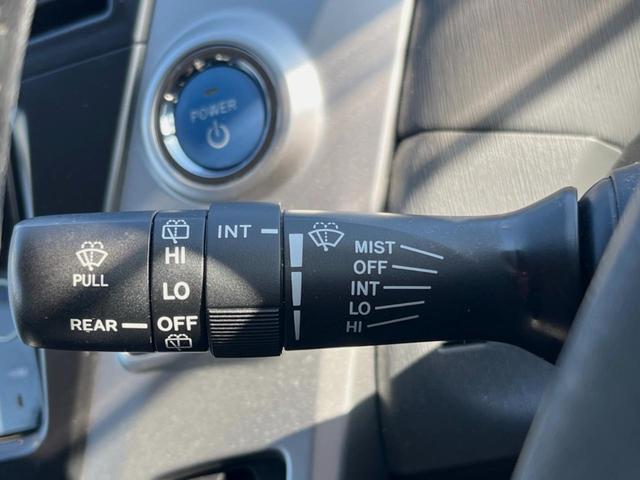 POWER
PULL
REAR
HI
LO
OFF
INT
MIST
OFF
INT
LO
HI